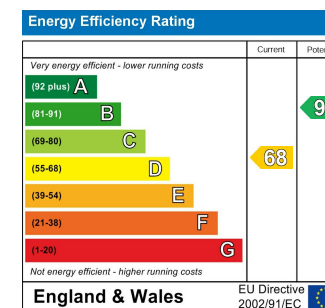 Energy Efficiency Rating
Current
Very energy efficient - lower running costs
(92 plus) A
(81-91) B
(69-80) C
(55-68) D
68
(39-54) E
(21-38) F
(1-20) G
Not energy efficient - higher running costs
England & Wales
EU Directive
2002/91/EC